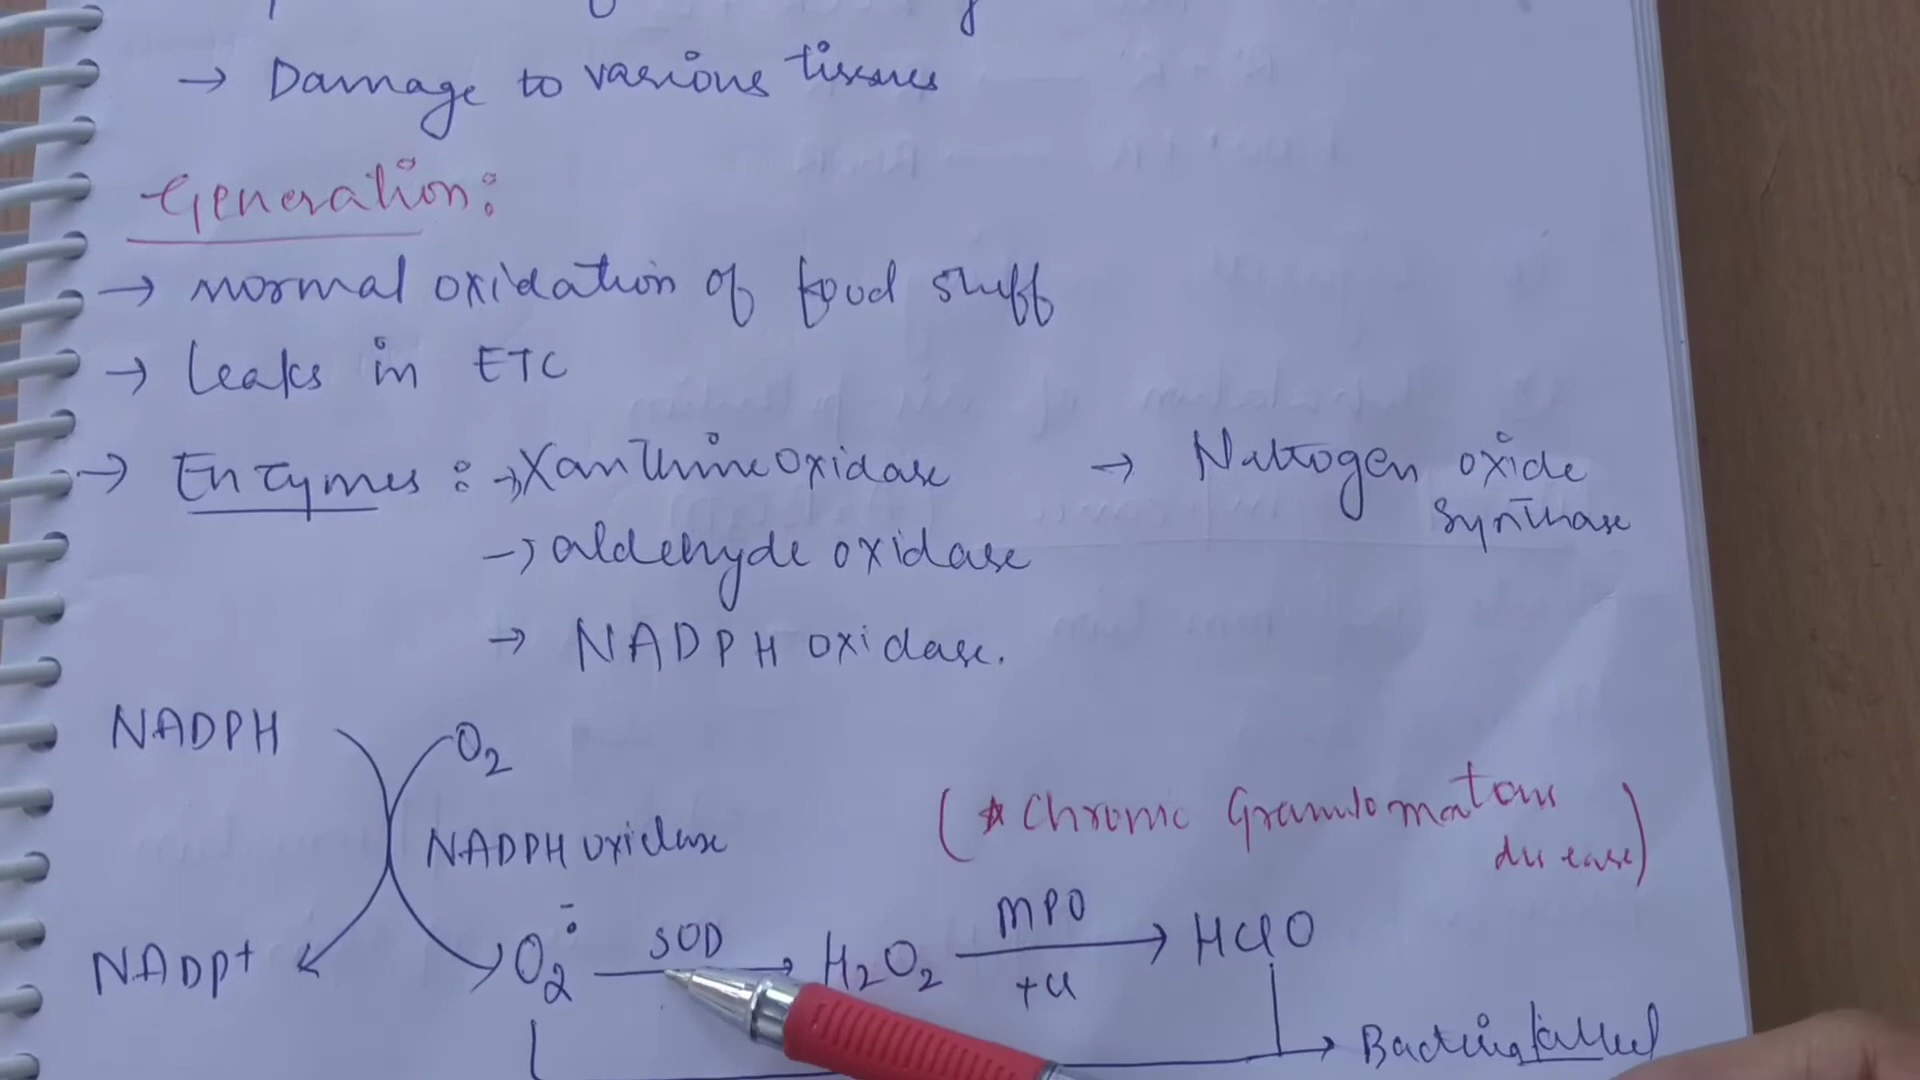 → Damage to various tissues
Generation:
→ normal oxidation of food stuff
→ Leaks in ETC
→ Enzymes : → Xanthine oxidase → Nitrogen oxide
synthase
→ aldehyde oxidase
→ NADPH oxidase.
NADPH O₂
(* Chronic Granulomatous
disease)
NADPH oxidase
NADP+ O₂•⁻ SOD → H₂O₂ MPO → HClO
+Cl
→ Bacteria killed